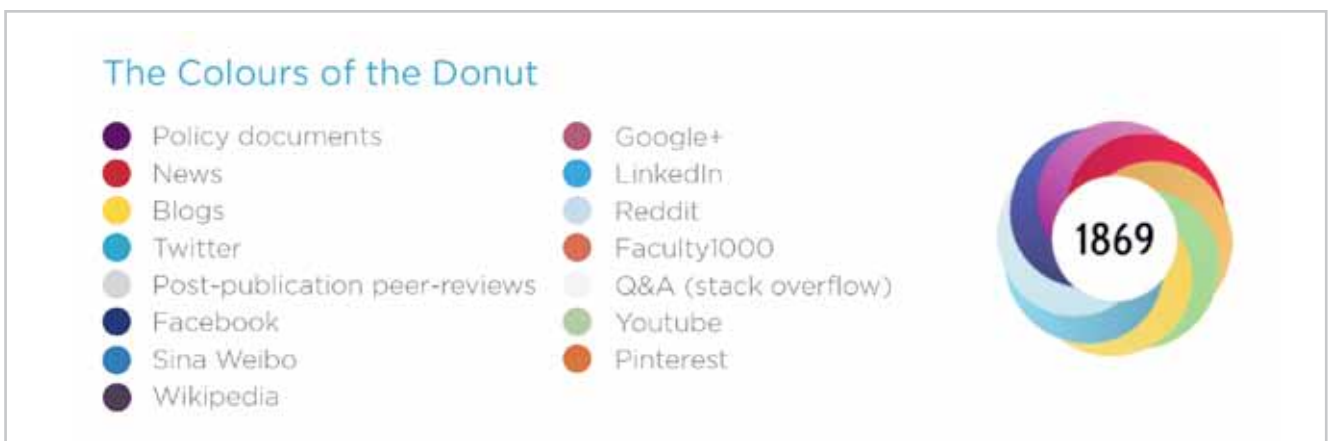 The Colours of the Donut
Policy documents
News
Blogs
Twitter
Post-publication peer-reviews
Facebook
Sina Weibo
Wikipedia
Google+
LinkedIn
Reddit
Faculty1000
Q&A (stack overflow)
Youtube
Pinterest
1869